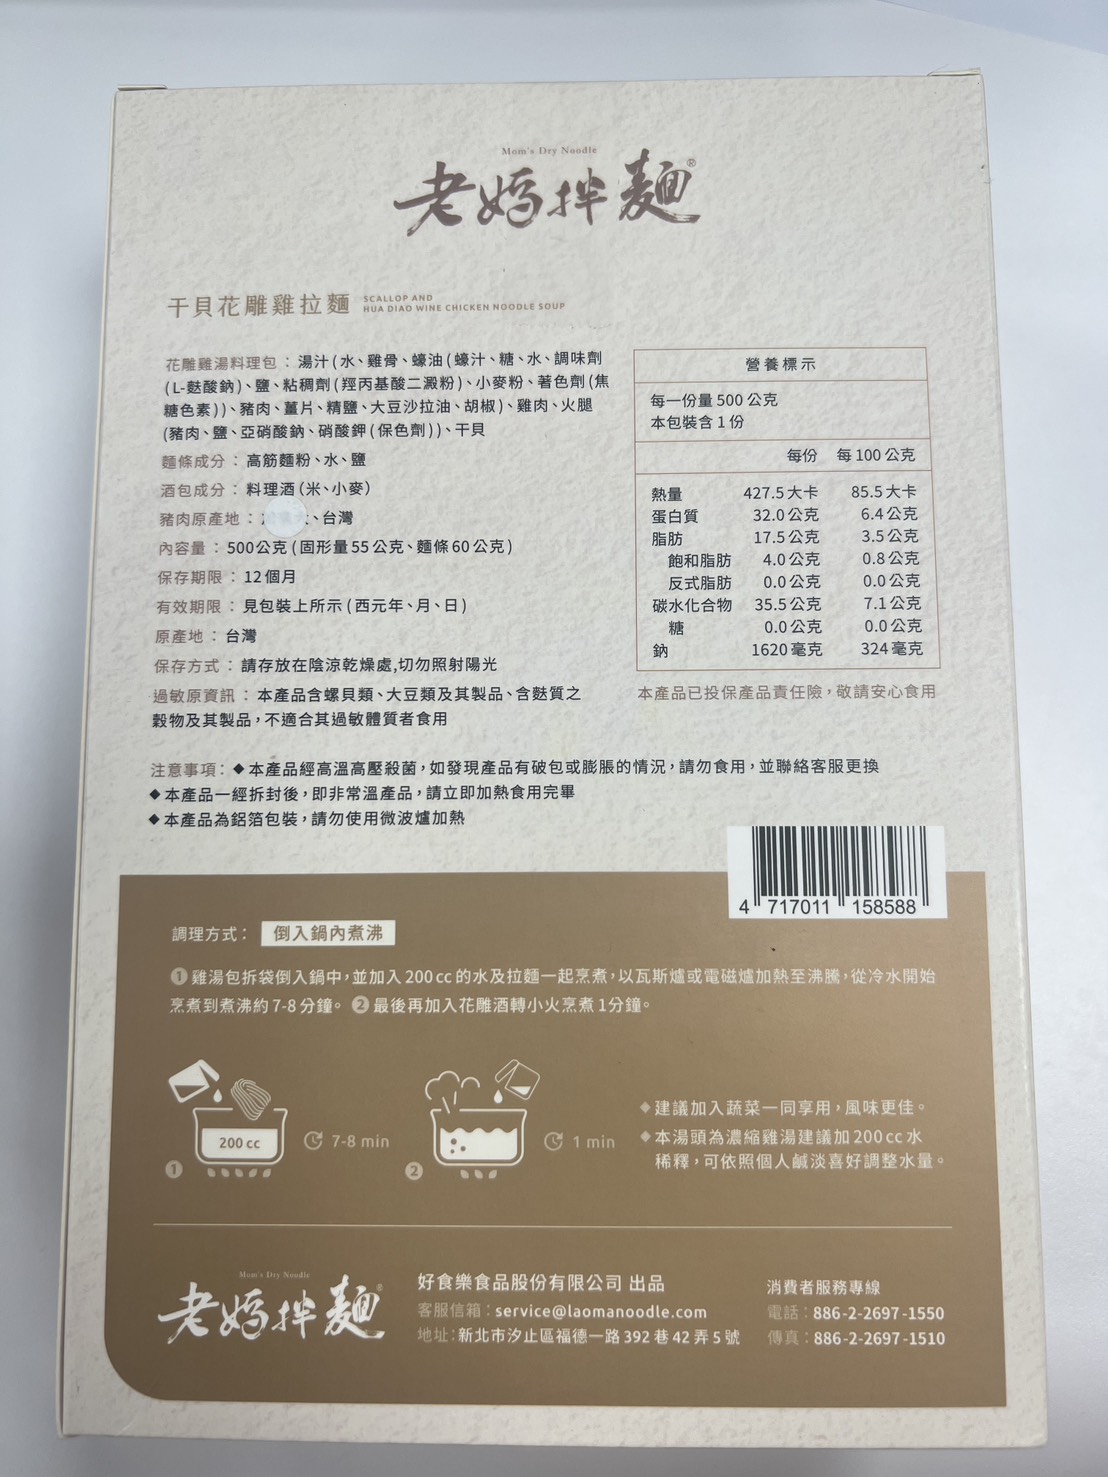 Mom's Dry Noodle
老媽拌麵®
干貝花雕雞拉麵 SCALLOP AND
HUA DIAO WINE CHICKEN NOODLE SOUP
花雕雞湯料理包：湯汁(水、雞骨、蠔油(蠔汁、糖、水、調味劑
(L-麩酸鈉)、鹽、粘稠劑(羥丙基酸二澱粉)、小麥粉、著色劑(焦
糖色素))、豬肉、薑片、精鹽、大豆沙拉油、胡椒)、雞肉、火腿
(豬肉、鹽、亞硝酸鈉、硝酸鉀(保色劑))、干貝
麵條成分：高筋麵粉、水、鹽
酒包成分：料理酒(米、小麥)
豬肉原產地：、台灣
內容量：500公克(固形量55公克、麵條60公克)
保存期限：12個月
有效期限：見包裝上所示(西元年、月、日)
原產地：台灣
保存方式：請存放在陰涼乾燥處,切勿照射陽光
過敏原資訊：本產品含螺貝類、大豆類及其製品、含麩質之
穀物及其製品，不適合其過敏體質者食用
營養標示
每一份量500公克
本包裝含1份
每份 每100公克
熱量 427.5大卡 85.5大卡
蛋白質 32.0公克 6.4公克
脂肪 17.5公克 3.5公克
飽和脂肪 4.0公克 0.8公克
反式脂肪 0.0公克 0.0公克
碳水化合物 35.5公克 7.1公克
糖 0.0公克 0.0公克
鈉 1620毫克 324毫克
本產品已投保產品責任險，敬請安心食用
注意事項：◆本產品經高溫高壓殺菌，如發現產品有破包或膨脹的情況，請勿食用，並聯絡客服更換
◆本產品一經拆封後，即非常溫產品，請立即加熱食用完畢
◆本產品為鋁箔包裝，請勿使用微波爐加熱
4 717011 158588
調理方式： 倒入鍋內煮沸
❶雞湯包拆袋倒入鍋中，並加入200cc的水及拉麵一起烹煮，以瓦斯爐或電磁爐加熱至沸騰，從冷水開始
烹煮到煮沸約7-8分鐘。❷最後再加入花雕酒轉小火烹煮1分鐘。
200 cc
7-8 min
❶
1 min
❷
◆建議加入蔬菜一同享用，風味更佳。
◆本湯頭為濃縮雞湯建議加200cc水
稀釋，可依照個人鹹淡喜好調整水量。
Mom's Dry Noodle
老媽拌麵®
好食樂食品股份有限公司 出品
客服信箱：service@laomanoodle.com
地址：新北市汐止區福德一路392巷42弄5號
消費者服務專線
電話：886-2-2697-1550
傳真：886-2-2697-1510